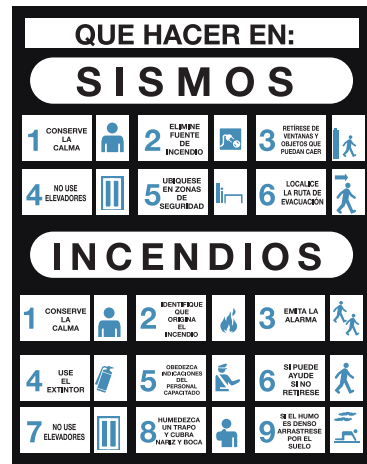 QUE HACER EN:
SISMOS
1 CONSERVE
LA
CALMA
2 ELIMINE
FUENTE
DE
INCENDIO
3 RETÍRESE DE
VENTANAS Y
OBJETOS QUE
PUEDAN CAER
4 NO USE
ELEVADORES
5 UBIQUESE
EN ZONAS
DE
SEGURIDAD
6 LOCALICE
LA RUTA DE
EVACUACIÓN
INCENDIOS
1 CONSERVE
LA
CALMA
2 IDENTIFIQUE
QUE
ORIGINA
EL
INCENDIO
3 EMITA LA
ALARMA
4 USE
EL
EXTINTOR
5 OBEDEZCA
INDICACIONES
DEL
PERSONAL
CAPACITADO
6 SI PUEDE
AYUDE
SI NO
RETIRESE
7 NO USE
ELEVADORES
8 HUMEDEZCA
UN TRAPO
Y CUBRA
NARIZ Y BOCA
9 SI EL HUMO
ES DENSO
ARRASTRESE
POR EL
SUELO